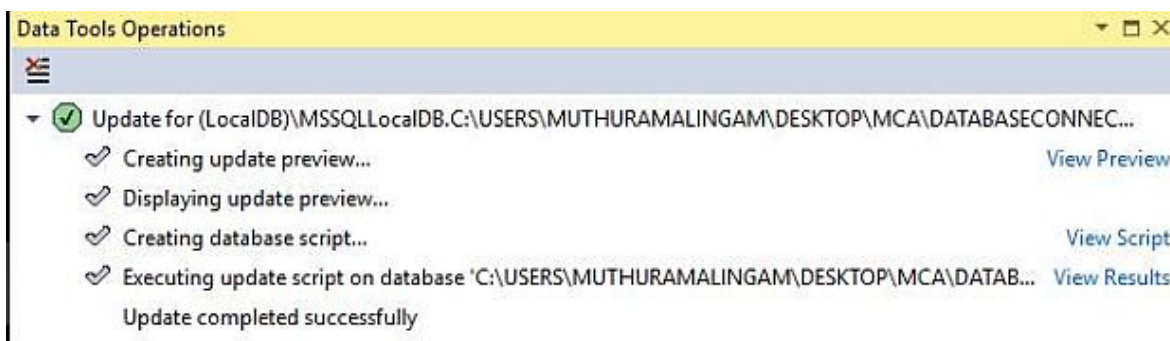 Data Tools Operations
Update for (LocalDB)\MSSQLLocalDB.C:\USERS\MUTHURAMALINGAM\DESKTOP\MCA\DATABASECONNEC...
Creating update preview... View Preview
Displaying update preview...
Creating database script... View Script
Executing update script on database 'C:\USERS\MUTHURAMALINGAM\DESKTOP\MCA\DATAB... View Results
Update completed successfully